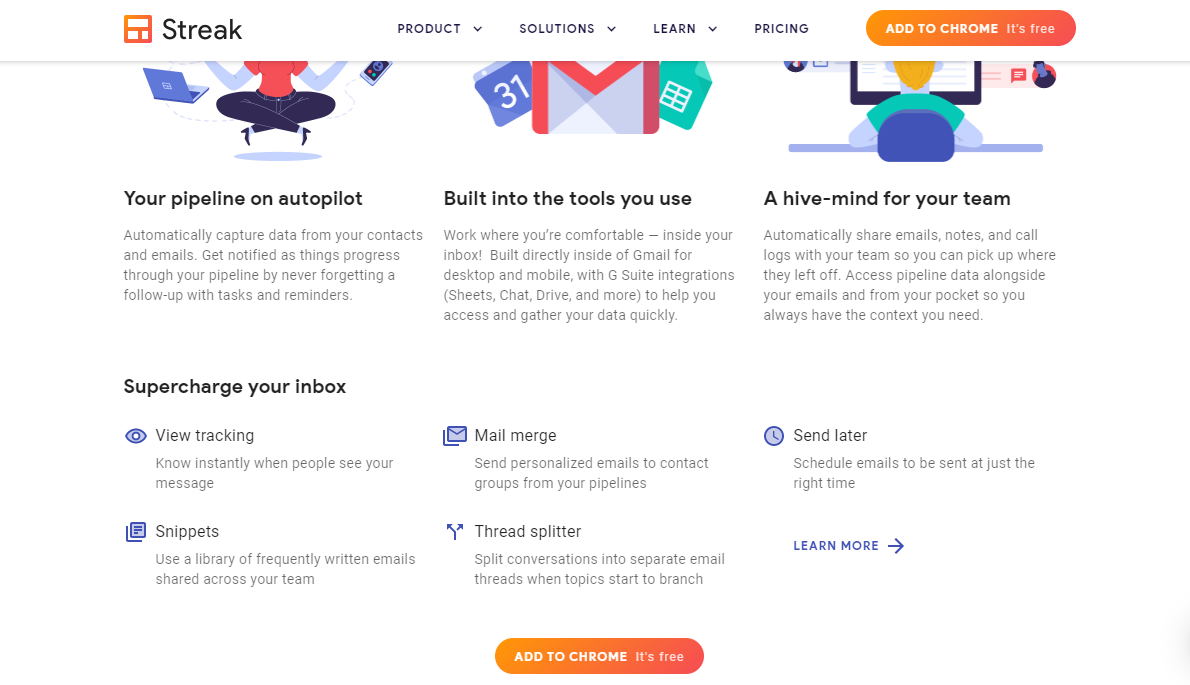 Streak
PRODUCT
SOLUTIONS
LEARN
PRICING
ADD TO CHROME It's free
31
Your pipeline on autopilot
Automatically capture data from your contacts
and emails. Get notified as things progress
through your pipeline by never forgetting a
follow-up with tasks and reminders.
Built into the tools you use
Work where you’re comfortable — inside your
inbox!  Built directly inside of Gmail for
desktop and mobile, with G Suite integrations
(Sheets, Chat, Drive, and more) to help you
access and gather your data quickly.
A hive-mind for your team
Automatically share emails, notes, and call
logs with your team so you can pick up where
they left off. Access pipeline data alongside
your emails and from your pocket so you
always have the context you need.
Supercharge your inbox
View tracking
Know instantly when people see your
message
Mail merge
Send personalized emails to contact
groups from your pipelines
Send later
Schedule emails to be sent at just the
right time
Snippets
Use a library of frequently written emails
shared across your team
Thread splitter
Split conversations into separate email
threads when topics start to branch
LEARN MORE
ADD TO CHROME It's free